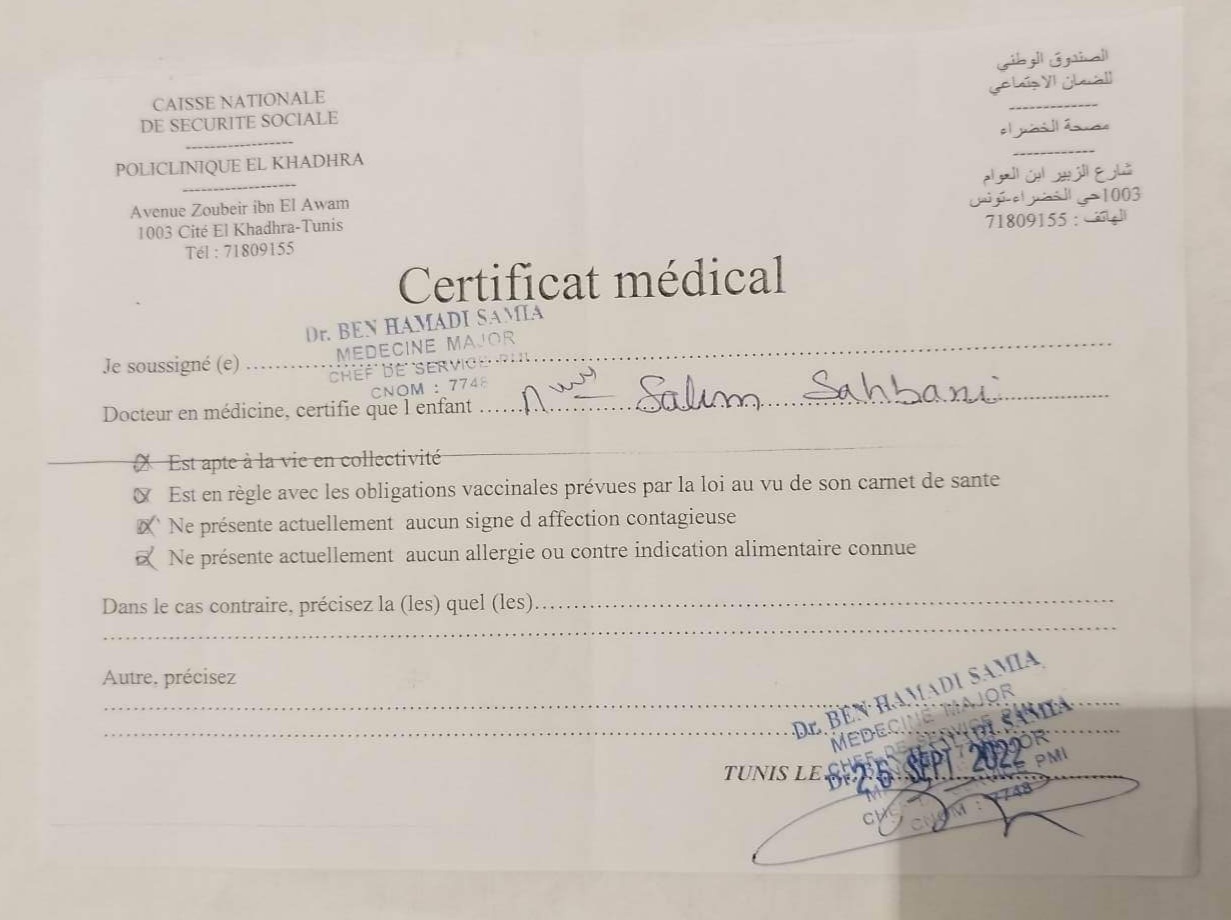 CAISSE NATIONALE
DE SECURITE SOCIALE
-------------------
POLICLINIQUE EL KHADHRA
--------------------
Avenue Zoubeir ibn El Awam
1003 Cité El Khadhra-Tunis
Tél : 71809155
الصندوق الوطني
للضمان الاجتماعي
-------------
مصحة الخضراء
------------
شارع الزبير ابن العوام
1003حي الخضراء-تونس
الهاتف : 71809155
Certificat médical
Dr. BEN HAMADI SAMIA
MEDECINE MAJOR
CHEF DE SERVICE PMI
CNOM : 7748
Je soussigné (e) ........................................
Docteur en médicine, certifie que l enfant ...... Salim Sahbani ......
Est apte à la vie en collectivité
Est en règle avec les obligations vaccinales prévues par la loi au vu de son carnet de sante
Ne présente actuellement aucun signe d affection contagieuse
Ne présente actuellement aucun allergie ou contre indication alimentaire connue
Dans le cas contraire, précisez la (les) quel (les)........................................
Autre, précisez
Dr. BEN HAMADI SAMIA
MEDECINE MAJOR
CHEF DE SERVICE
TUNIS LE 26 SEPT 2022
PMI
CNOM : 7748